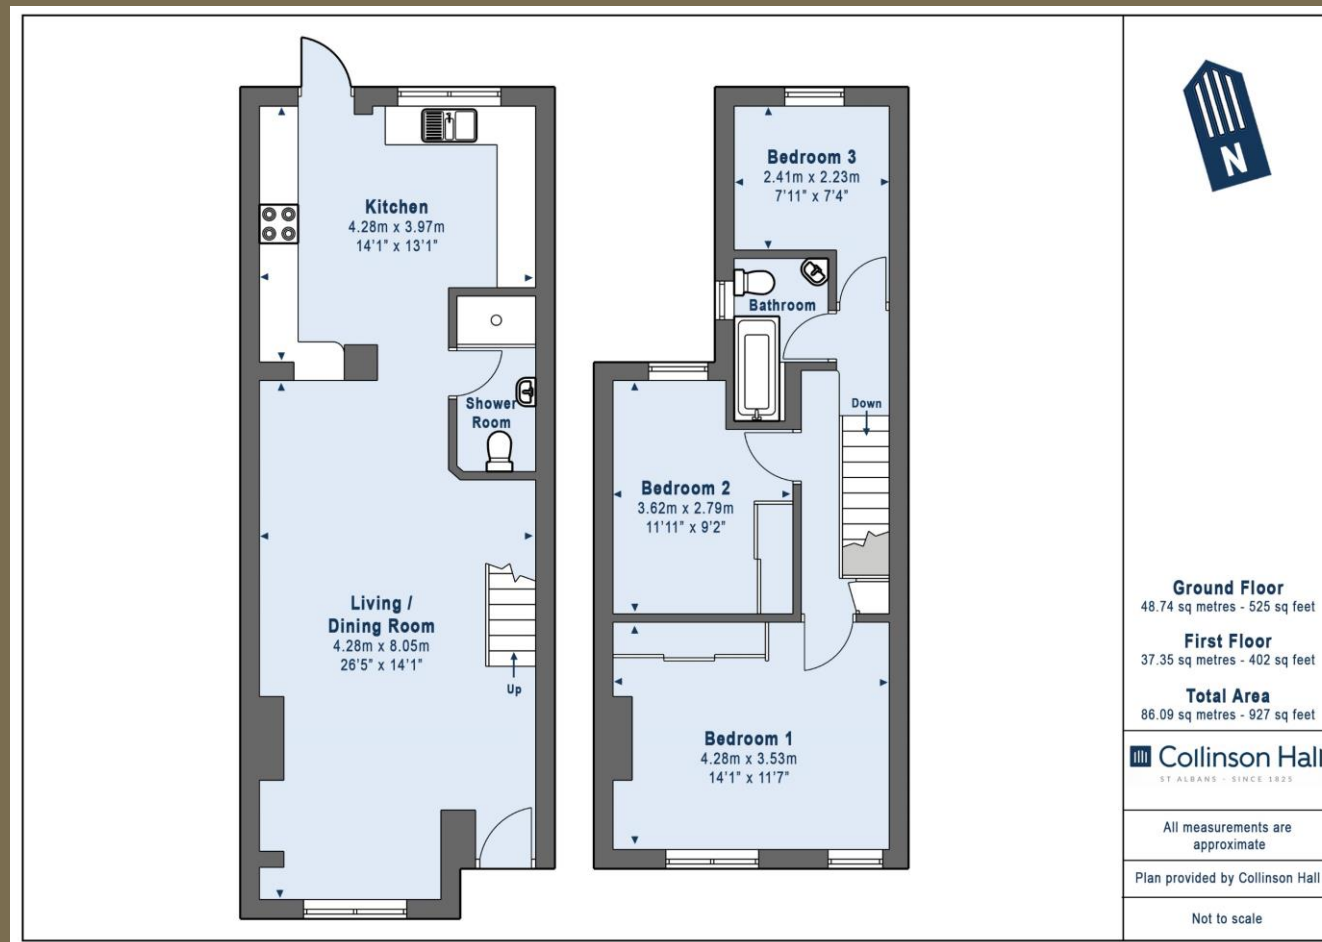 Kitchen
4.28m x 3.97m
14'1" x 13'1"
Shower
Room
Living /
Dining Room
4.28m x 8.05m
26'5" x 14'1"
Up
Bedroom 3
2.41m x 2.23m
7'11" x 7'4"
Bathroom
Down
Bedroom 2
3.62m x 2.79m
11'11" x 9'2"
Bedroom 1
4.28m x 3.53m
14'1" x 11'7"
N
Ground Floor
48.74 sq metres - 525 sq feet
First Floor
37.35 sq metres - 402 sq feet
Total Area
86.09 sq metres - 927 sq feet
Collinson Hall
ST ALBANS - SINCE 1825
All measurements are
approximate
Plan provided by Collinson Hall
Not to scale